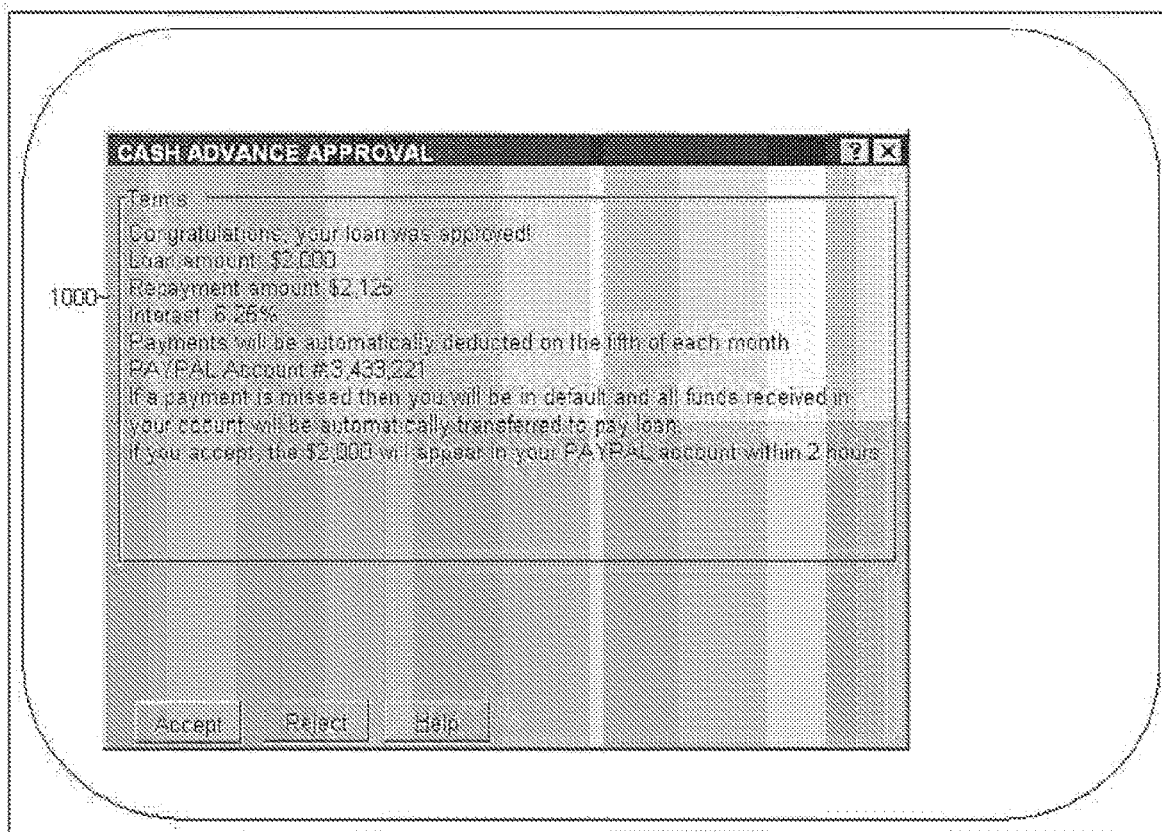 CASH ADVANCE APPROVAL
Terms
Congratulations, your loan was approved!
Loan amount: $2,000
1000
Repayment amount $2,125
Interest 6.25%
Payments will be automatically deducted on the fifth of each month
PAYPAL Account #:3,433,221
If a payment is missed then you will be in default and all funds received in
your ccount will be automatically transferred to pay loan.
If you accept, the $2,000 will appear in your PAYPAL account within 2 hours
Accept Reject Help